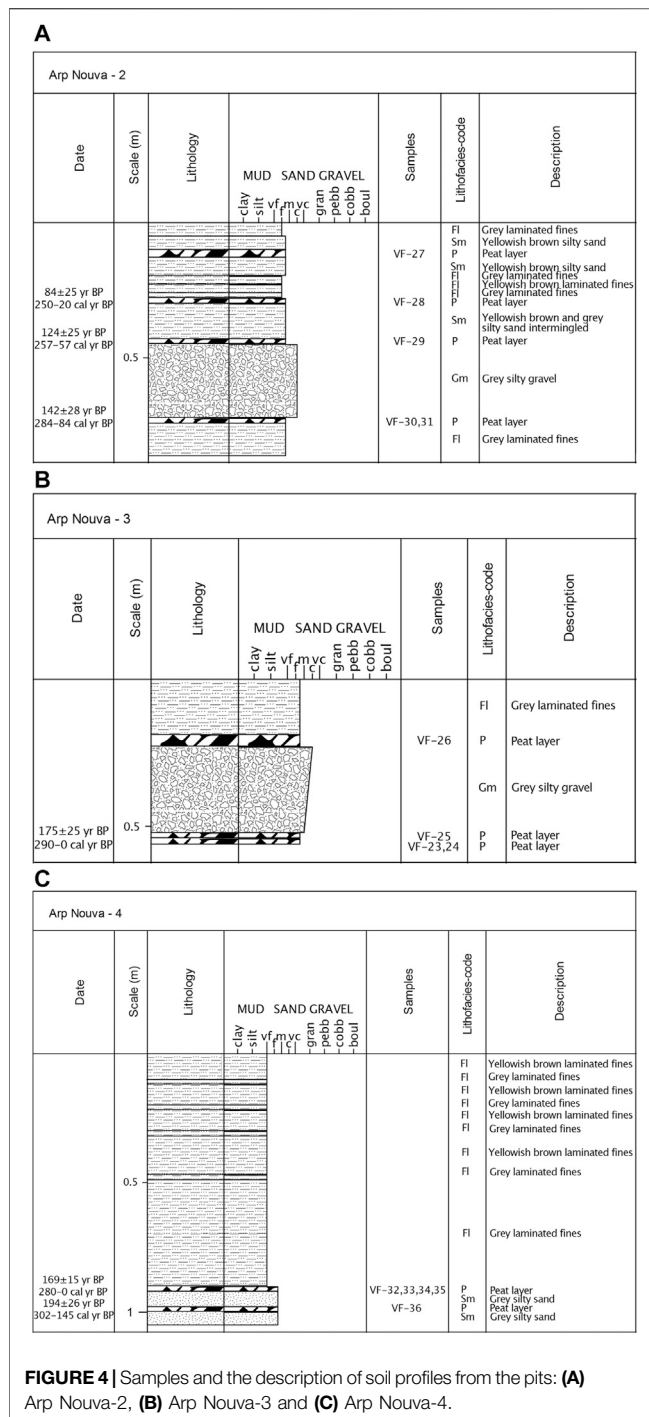 A
Arp Nouva - 2
Date
Scale (m)
Lithology
MUD SAND GRAVEL
clay
silt
vf
f
m
c
vc
gran
pebb
cobb
boul
Samples
Lithofacies-code
Description
Fl Grey laminated fines
Sm Yellowish brown silty sand
VF-27 P Peat layer
Sm Yellowish brown silty sand
Fl Grey laminated fines
Fl Yellowish brown laminated fines
Fl Grey laminated fines
84±25 yr BP
250-20 cal yr BP
VF-28 P Peat layer
Sm Yellowish brown and grey
silty sand intermingled
124±25 yr BP
257-57 cal yr BP
VF-29 P Peat layer
0.5
Gm Grey silty gravel
142±28 yr BP
284-84 cal yr BP
VF-30,31 P Peat layer
Fl Grey laminated fines
B
Arp Nouva - 3
Date
Scale (m)
Lithology
MUD SAND GRAVEL
clay
silt
vf
f
m
c
vc
gran
pebb
cobb
boul
Samples
Lithofacies-code
Description
Fl Grey laminated fines
VF-26 P Peat layer
Gm Grey silty gravel
0.5
175±25 yr BP
290-0 cal yr BP
VF-25 P Peat layer
VF-23,24 P Peat layer
C
Arp Nouva - 4
Date
Scale (m)
Lithology
MUD SAND GRAVEL
clay
silt
vf
f
m
c
vc
gran
pebb
cobb
boul
Samples
Lithofacies-code
Description
Fl Yellowish brown laminated fines
Fl Grey laminated fines
Fl Yellowish brown laminated fines
Fl Grey laminated fines
Fl Yellowish brown laminated fines
Fl Grey laminated fines
Fl Yellowish brown laminated fines
0.5
Fl Grey laminated fines
Fl Grey laminated fines
169±15 yr BP
280-0 cal yr BP
VF-32,33,34,35 P Peat layer
Sm Grey silty sand
194±26 yr BP
302-145 cal yr BP
1
VF-36 P Peat layer
Sm Grey silty sand
FIGURE 4 | Samples and the description of soil profiles from the pits: (A)
Arp Nouva-2, (B) Arp Nouva-3 and (C) Arp Nouva-4.